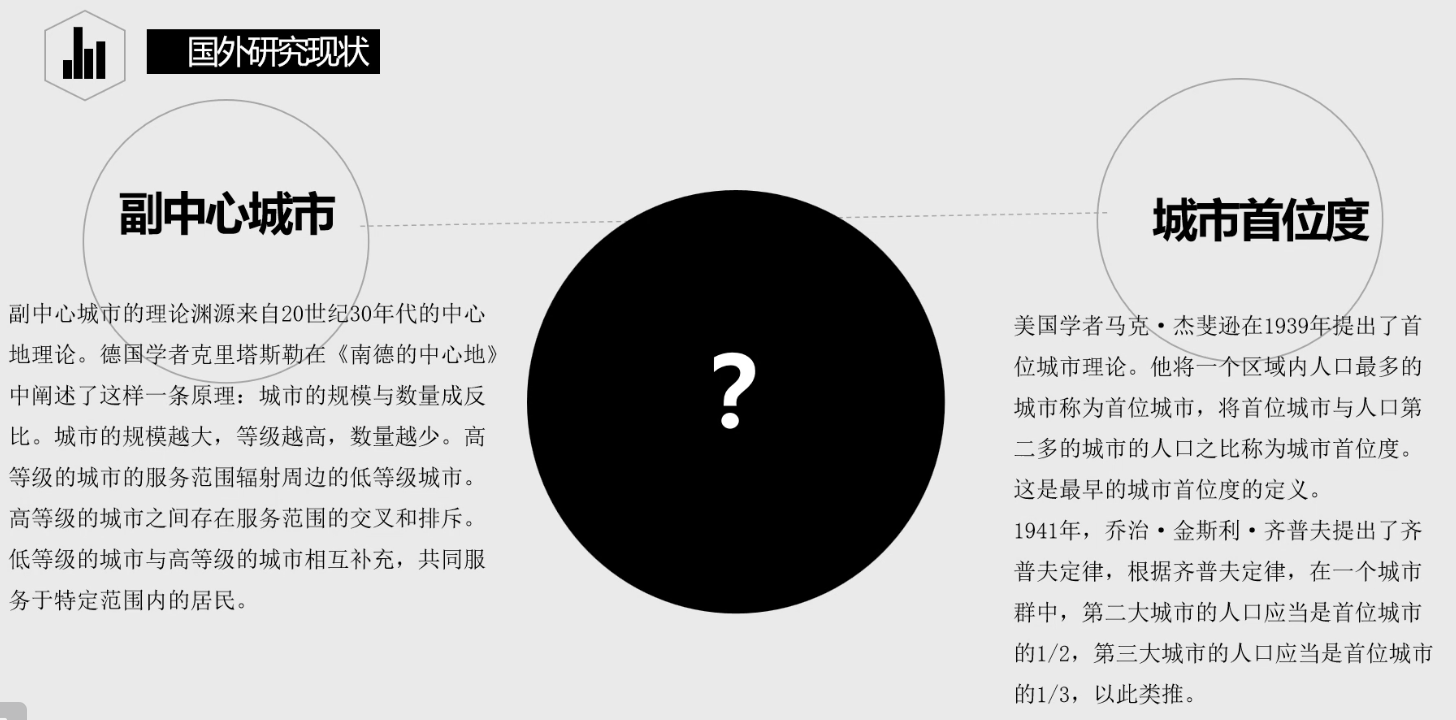 国外研究现状
副中心城市
副中心城市的理论渊源来自20世纪30年代的中心
地理论。德国学者克里塔斯勒在《南德的中心地》
中阐述了这样一条原理：城市的规模与数量成反
比。城市的规模越大，等级越高，数量越少。高
等级的城市的服务范围辐射周边的低等级城市。
高等级的城市之间存在服务范围的交叉和排斥。
低等级的城市与高等级的城市相互补充，共同服
务于特定范围内的居民。
?
城市首位度
美国学者马克·杰斐逊在1939年提出了首
位城市理论。他将一个区域内人口最多的
城市称为首位城市，将首位城市与人口第
二多的城市的人口之比称为城市首位度。
这是最早的城市首位度的定义。
1941年，乔治·金斯利·齐普夫提出了齐
普夫定律，根据齐普夫定律，在一个城市
群中，第二大城市的人口应当是首位城市
的1/2，第三大城市的人口应当是首位城市
的1/3，以此类推。